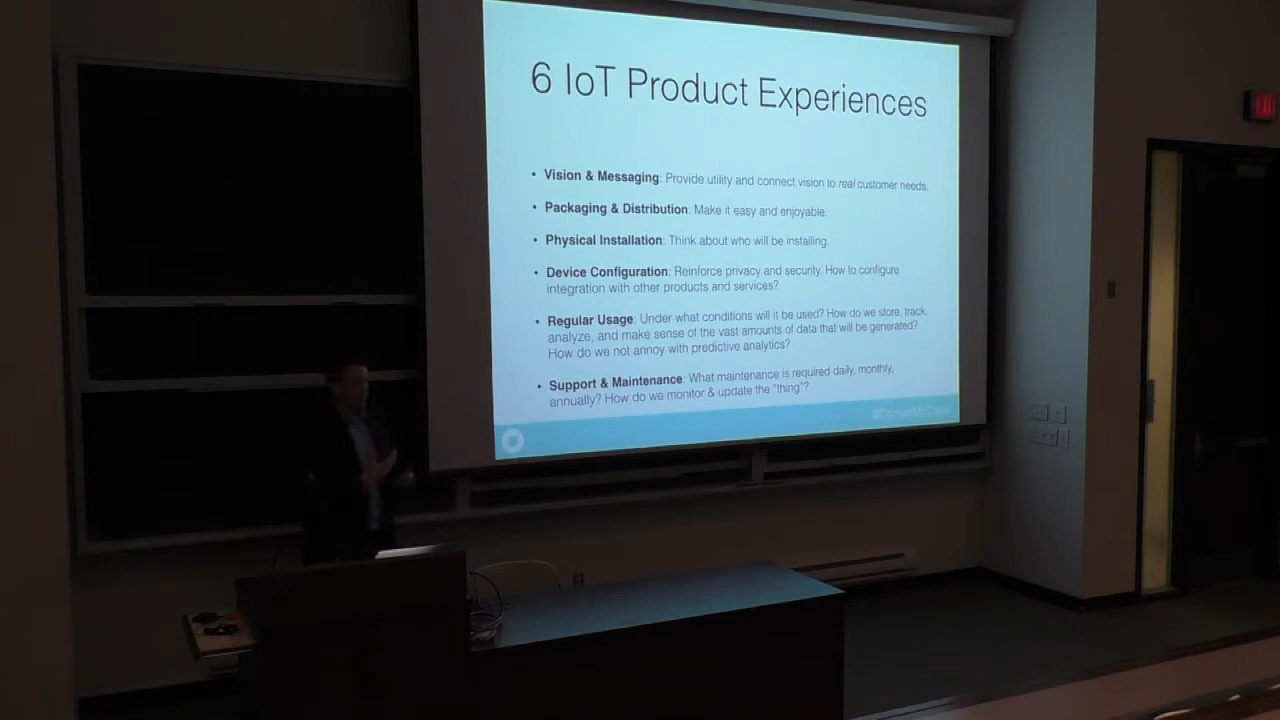 6 IoT Product Experiences
• Vision & Messaging: Provide utility and connect vision to real customer needs.
• Packaging & Distribution: Make it easy and enjoyable.
• Physical Installation: Think about who will be installing.
• Device Configuration: Reinforce privacy and security. How to configure
integration with other products and services?
• Regular Usage: Under what conditions will it be used? How do we store, track,
analyze, and make sense of the vast amounts of data that will be generated?
How do we not annoy with predictive analytics?
• Support & Maintenance: What maintenance is required daily, monthly,
annually? How do we monitor & update the "thing"?
EXIT